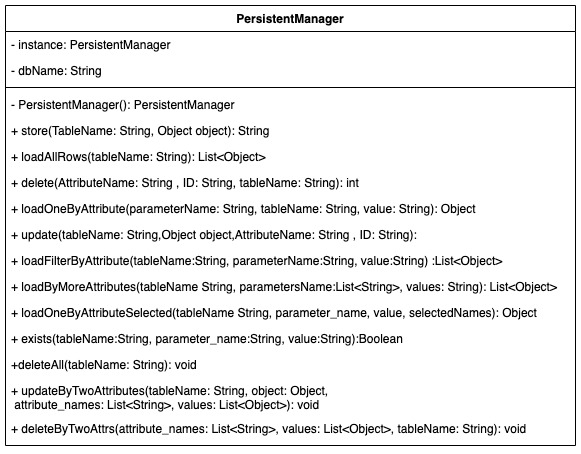 PersistentManager
- instance: PersistentManager
- dbName: String
- PersistentManager(): PersistentManager
+ store(TableName: String, Object object): String
+ loadAllRows(tableName: String): List<Object>
+ delete(AttributeName: String , ID: String, tableName: String): int
+ loadOneByAttribute(parameterName: String, tableName: String, value: String): Object
+ update(tableName: String,Object object,AttributeName: String , ID: String):
+ loadFilterByAttribute(tableName:String, parameterName:String, value:String) :List<Object>
+ loadByMoreAttributes(tableName String, parametersName:List<String>, values: String): List<Object>
+ loadOneByAttributeSelected(tableName String, parameter_name, value, selectedNames): Object
+ exists(tableName:String, parameter_name:String, value:String):Boolean
+deleteAll(tableName: String): void
+ updateByTwoAttributes(tableName: String, object: Object,
attribute_names: List<String>, values: List<Object>): void
+ deleteByTwoAttrs(attribute_names: List<String>, values: List<Object>, tableName: String): void